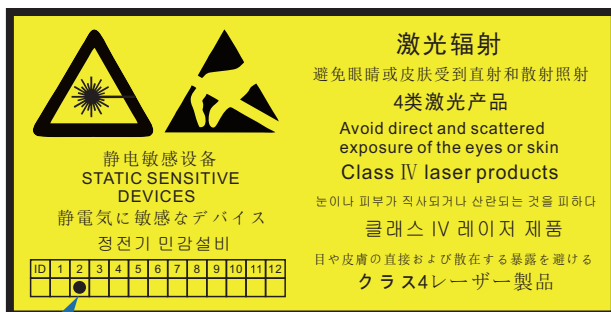 静电敏感设备
STATIC SENSITIVE
DEVICES
静電気に敏感なデバイス
정전기 민감설비
ID 1 2 3 4 5 6 7 8 9 10 11 12
激光辐射
避免眼睛或皮肤受到直射和散射照射
4类激光产品
Avoid direct and scattered
exposure of the eyes or skin
Class Ⅳ laser products
눈이나 피부가 직사되거나 산란되는 것을 피하다
클래스 IV 레이저 제품
目や皮膚の直接および散在する暴露を避ける
クラス4レーザー製品